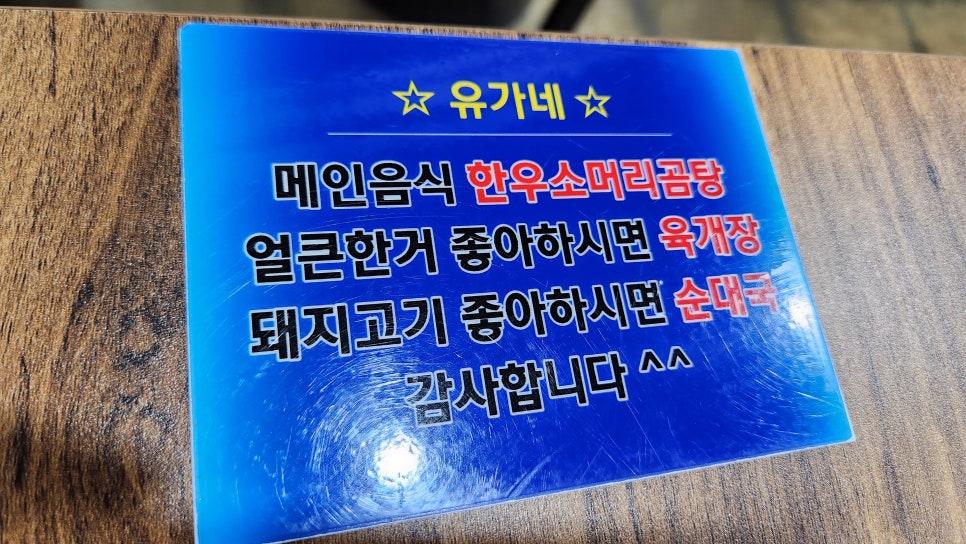 ☆ 유가네 ☆
메인음식 한우소머리곰탕
얼큰한거 좋아하시면 육개장
돼지고기 좋아하시면 순대국
감사합니다 ^^